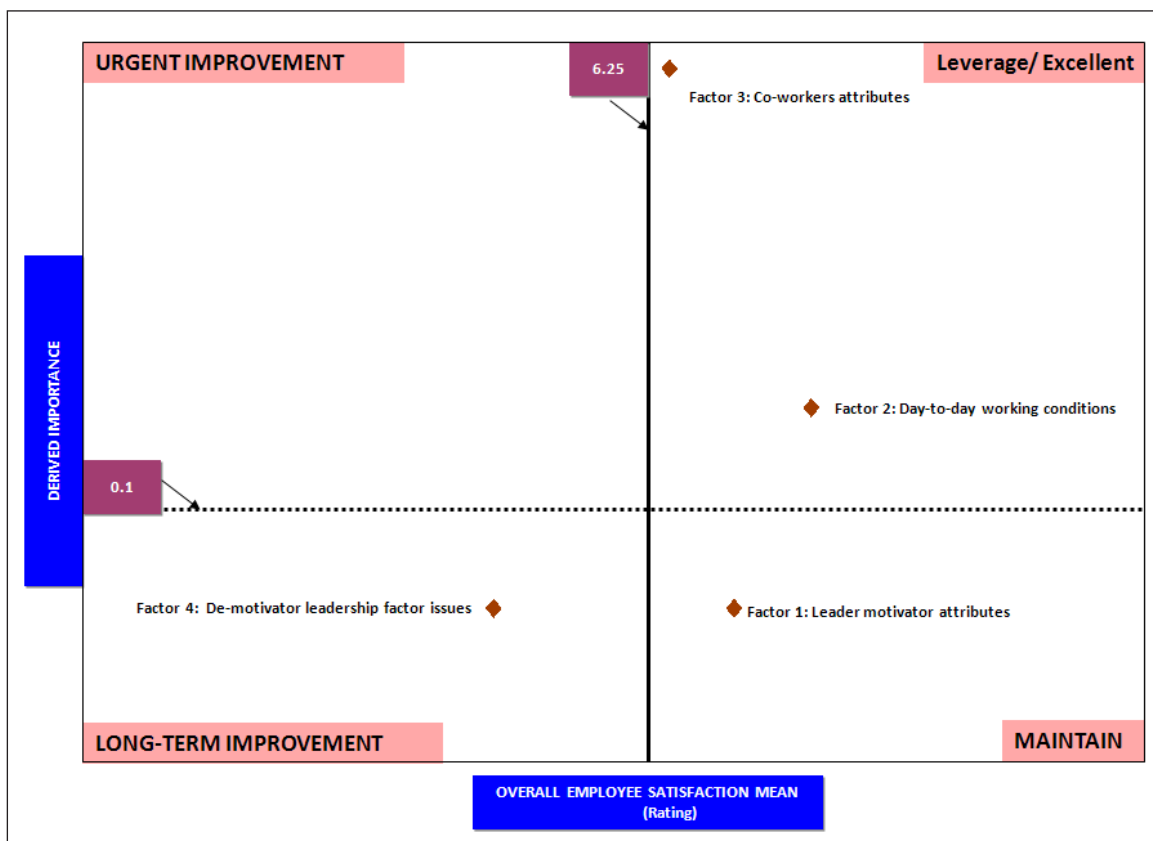 URGENT IMPROVEMENT
6.25
Leverage/ Excellent
Factor 3: Co-workers attributes
DERIVED IMPORTANCE
Factor 2: Day-to-day working conditions
0.1
Factor 4: De-motivator leadership factor issues
Factor 1: Leader motivator attributes
LONG-TERM IMPROVEMENT
MAINTAIN
OVERALL EMPLOYEE SATISFACTION MEAN
(Rating)